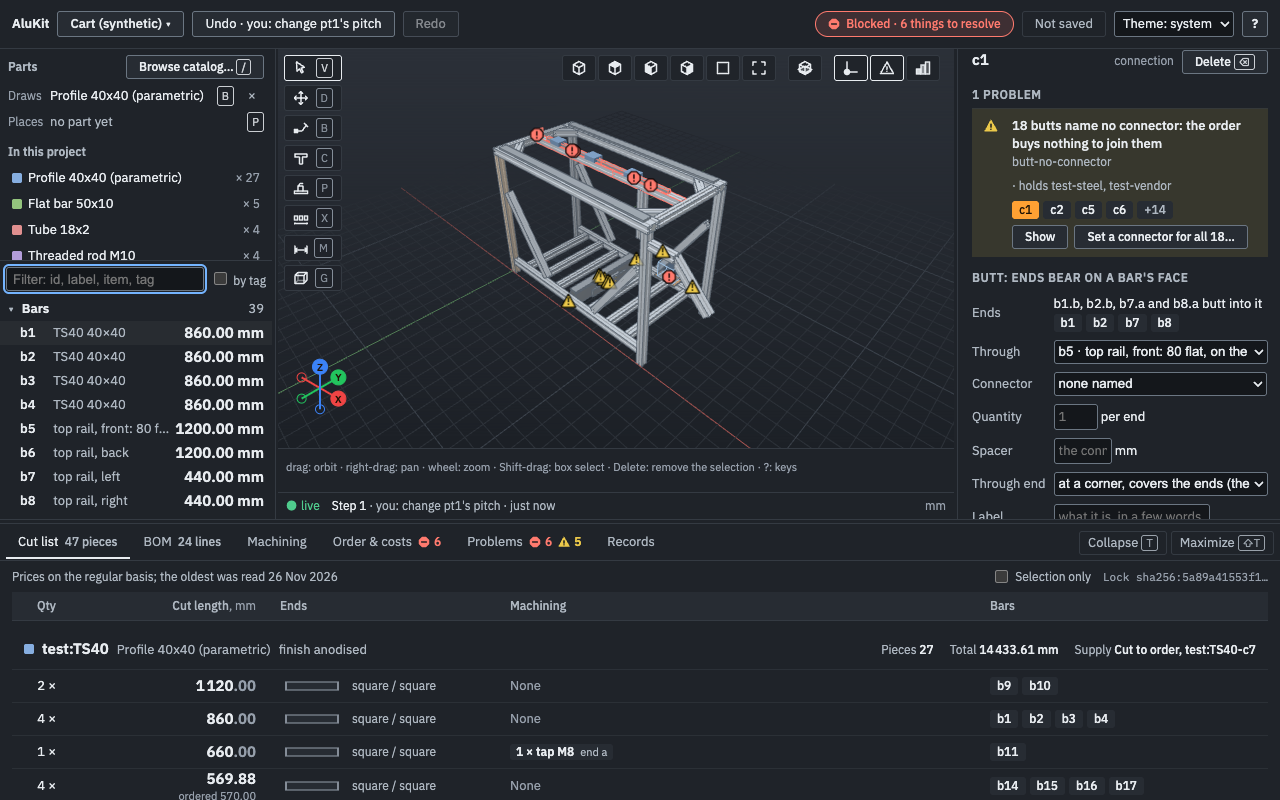 AluKit Cart (synthetic) ▾ Undo · you: change pt1's pitch Redo Blocked · 6 things to resolve Not saved Theme: system ?
Parts Browse catalog... /
Draws Profile 40x40 (parametric) B ×
Places no part yet P
In this project
Profile 40x40 (parametric) × 27
Flat bar 50x10 × 5
Tube 18x2 × 4
Threaded rod M10 × 4
Filter: id, label, item, tag by tag
▾ Bars 39
b1 TS40 40×40 860.00 mm
b2 TS40 40×40 860.00 mm
b3 TS40 40×40 860.00 mm
b4 TS40 40×40 860.00 mm
b5 top rail, front: 80 f... 1200.00 mm
b6 top rail, back 1200.00 mm
b7 top rail, left 440.00 mm
b8 top rail, right 440.00 mm
V
D
B
C
P
X
M
G
Z
Y
X
drag: orbit · right-drag: pan · wheel: zoom · Shift-drag: box select · Delete: remove the selection · ?: keys
live Step 1 · you: change pt1's pitch · just now mm
c1 connection Delete
1 PROBLEM
18 butts name no connector: the order
buys nothing to join them
butt-no-connector
· holds test-steel, test-vendor
c1 c2 c5 c6 +14
Show Set a connector for all 18...
BUTT: ENDS BEAR ON A BAR'S FACE
Ends b1.b, b2.b, b7.a and b8.a butt into it
b1 b2 b7 b8
Through b5 · top rail, front: 80 flat, on the
Connector none named
Quantity 1 per end
Spacer the conr mm
Through end at a corner, covers the ends (the
Label what it is, in a few words
Cut list 47 pieces BOM 24 lines Machining Order & costs 6 Problems 6 5 Records Collapse T Maximize ⇧T
Prices on the regular basis; the oldest was read 26 Nov 2026 Selection only Lock sha256:5a89a41553f1…
Qty Cut length, mm Ends Machining Bars
test:TS40 Profile 40x40 (parametric) finish anodised Pieces 27 Total 14 433.61 mm Supply Cut to order, test:TS40-c7
2 × 1120.00 square / square None b9 b10
4 × 860.00 square / square None b1 b2 b3 b4
1 × 660.00 square / square 1 × tap M8 end a b11
4 × 569.88 square / square None b14 b15 b16 b17
ordered 570.00